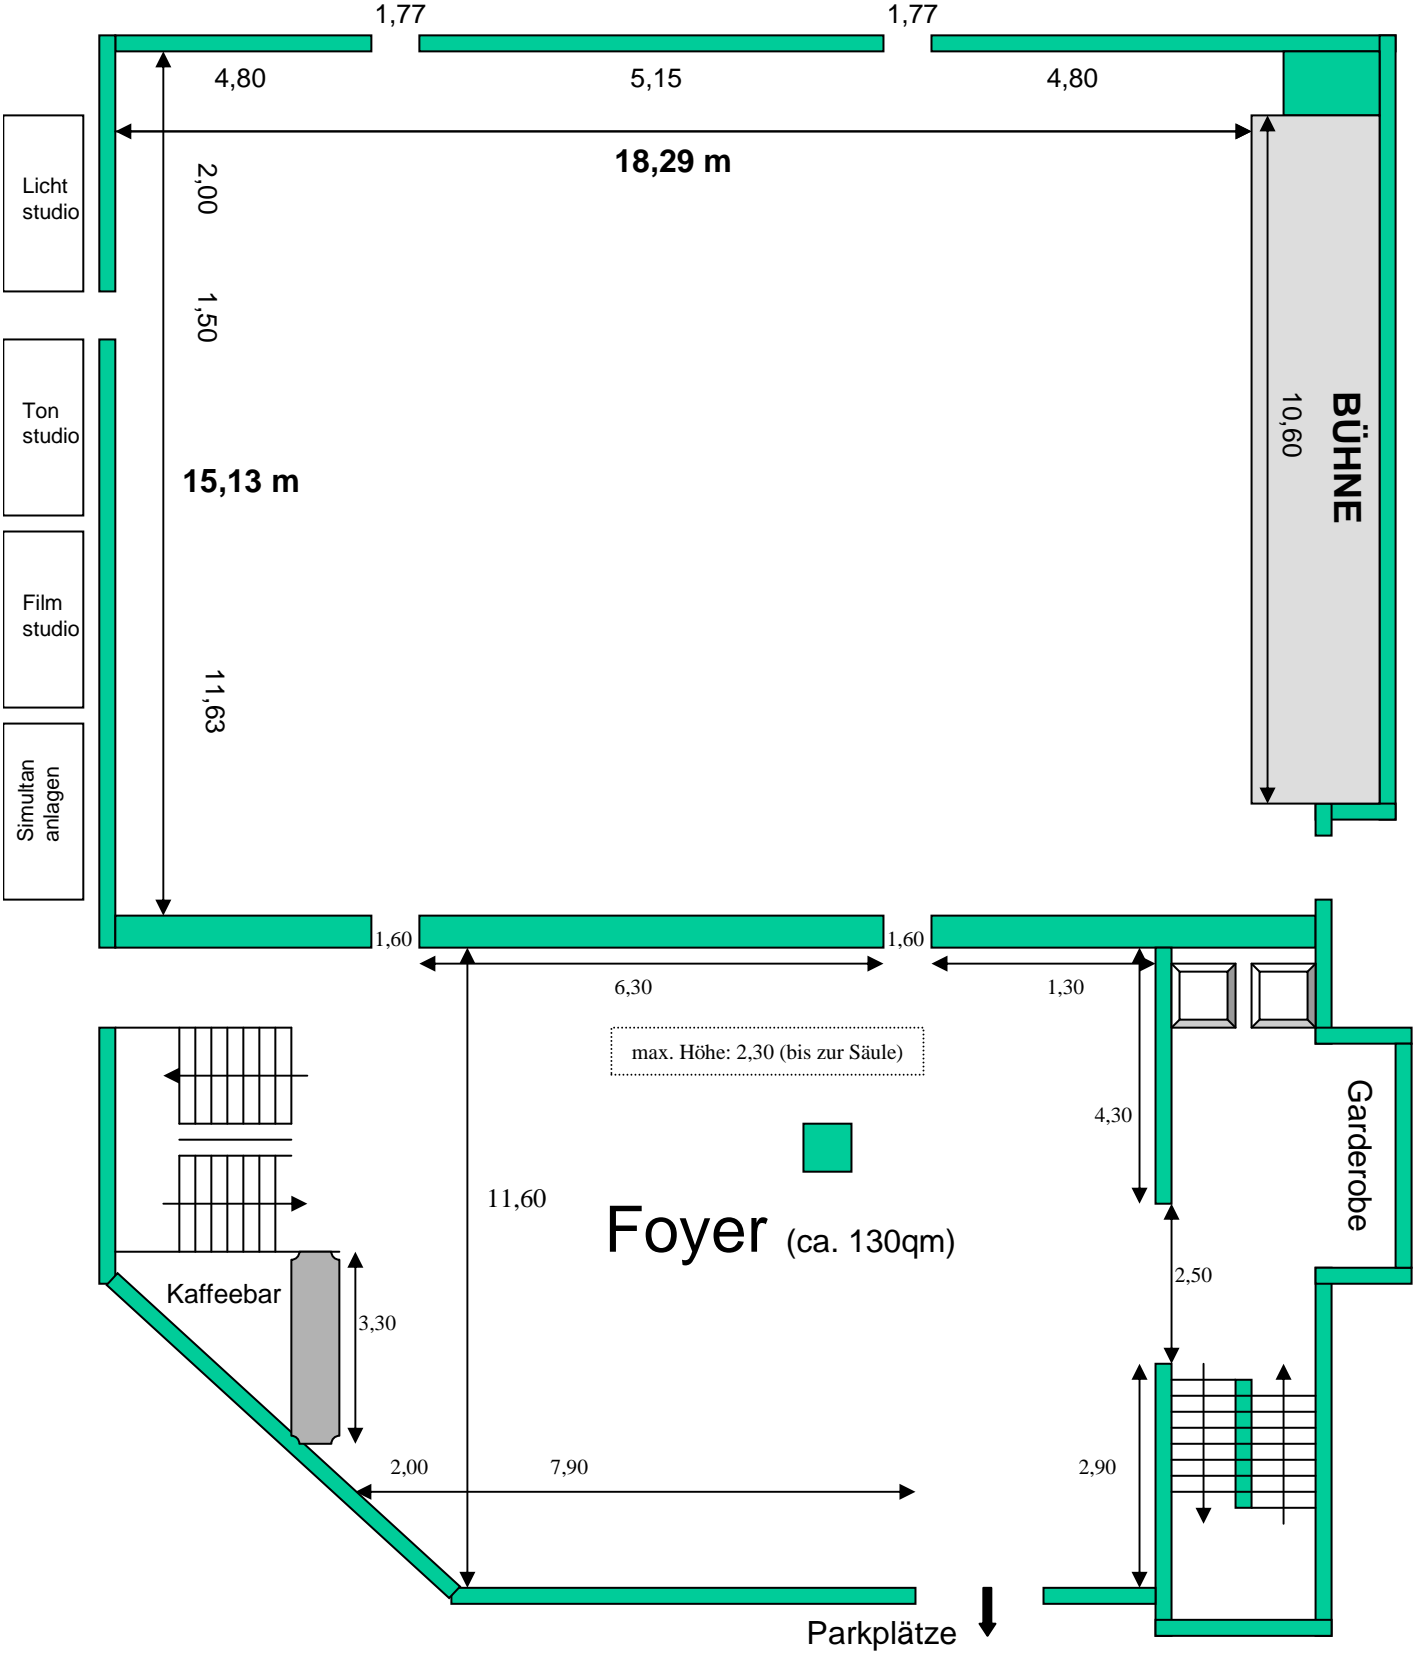 1,77
1,77
4,80
5,15
4,80
18,29 m
2,00
Licht
studio
1,50
Ton
studio
10,60
BÜHNE
15,13 m
Film
studio
11,63
Simultan
anlagen
1,60
1,60
6,30
1,30
max. Höhe: 2,30 (bis zur Säule)
4,30
Garderobe
11,60
Foyer (ca. 130qm)
2,50
Kaffeebar
3,30
2,00
7,90
2,90
Parkplätze